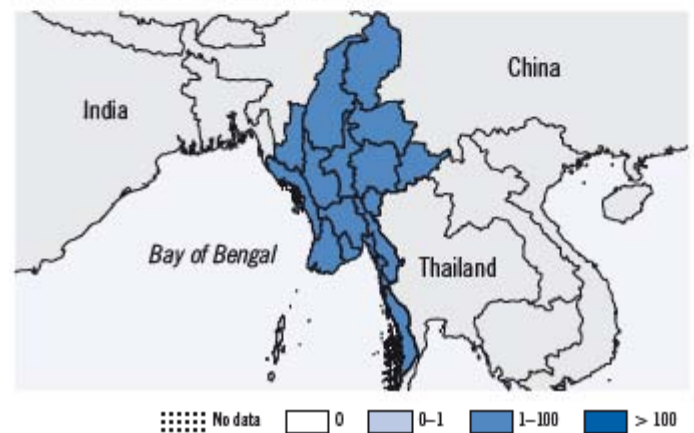 China
India
Bay of Bengal
Thailand
No data 0 0–1 1–100 > 100